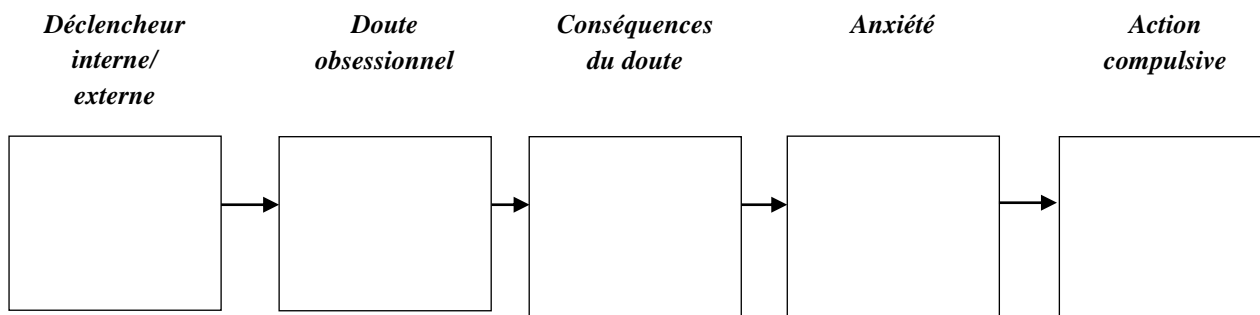 Déclencheur
interne/
externe
Doute
obsessionnel
Conséquences
du doute
Anxiété
Action
compulsive